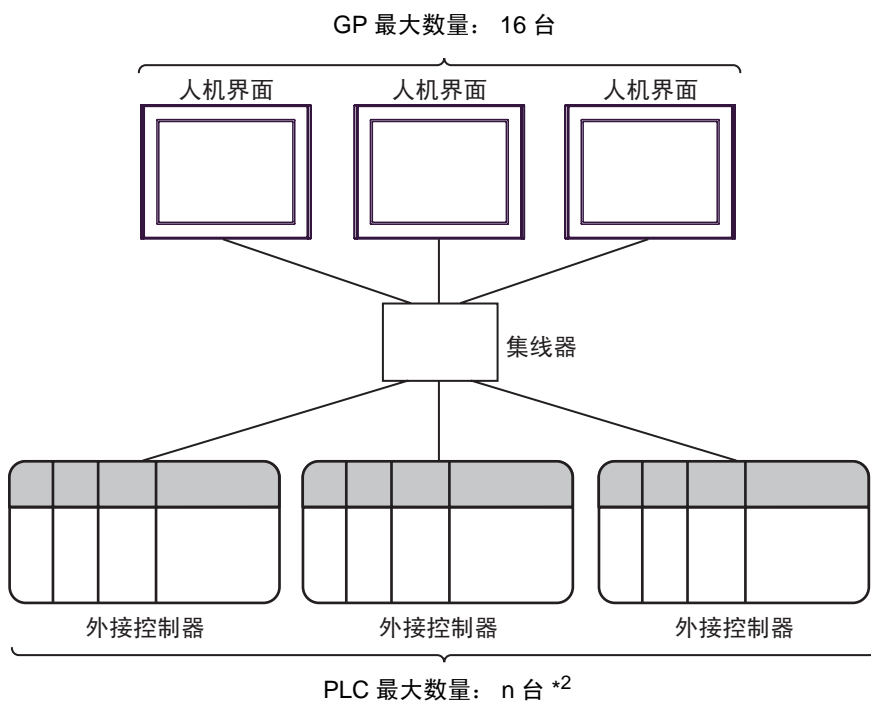 GP 最大数量： 16 台
人机界面 人机界面 人机界面
集线器
外接控制器 外接控制器 外接控制器
PLC 最大数量： n 台 *2